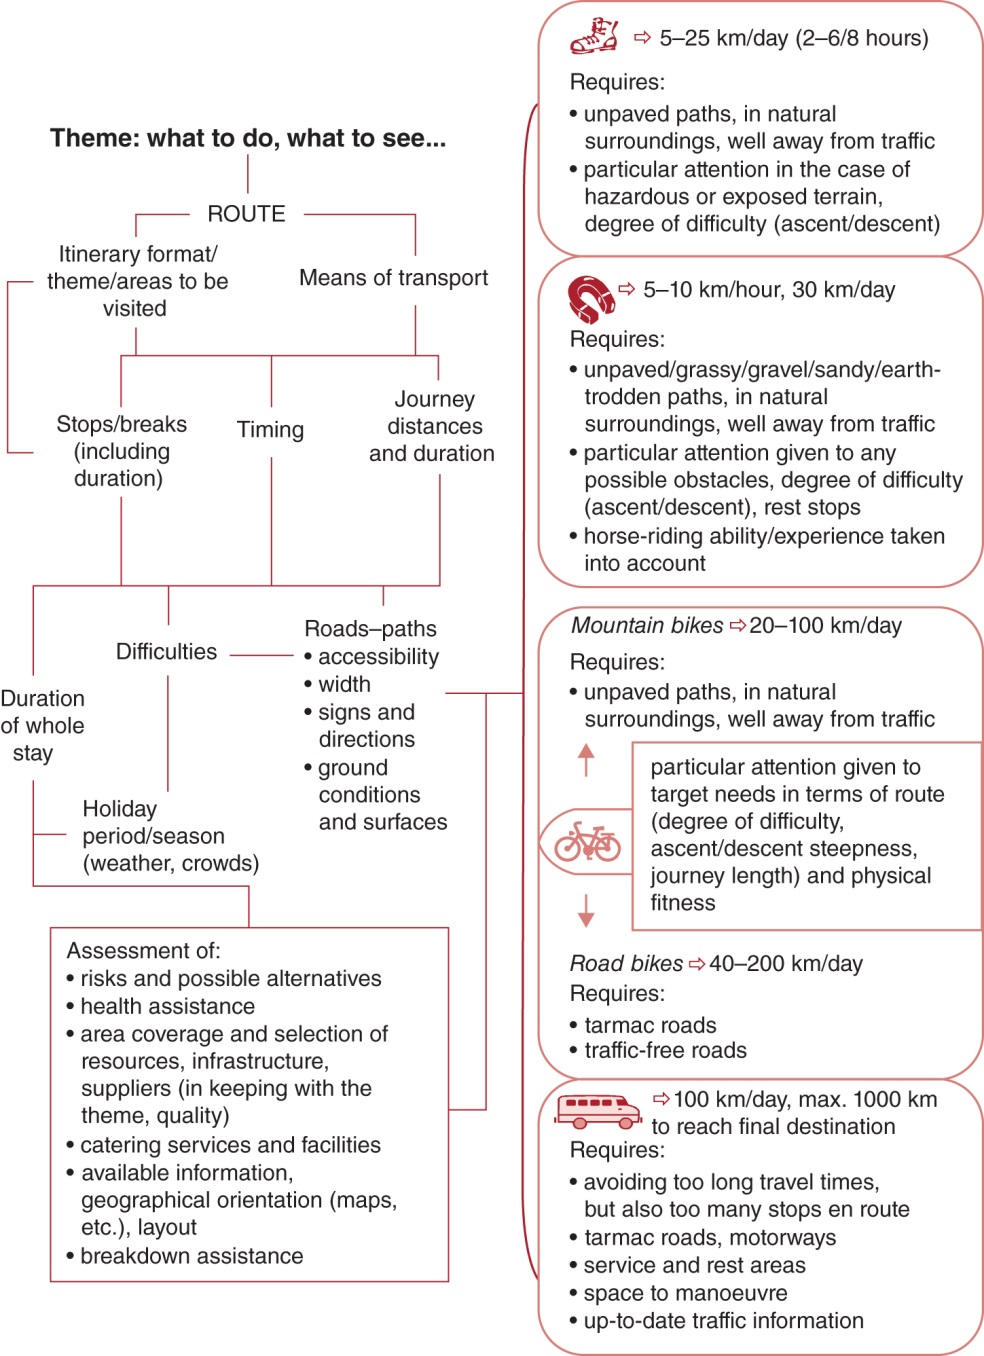 Theme: what to do, what to see...
ROUTE
Itinerary format/
theme/areas to be
visited
Means of transport
Stops/breaks
(including
duration)
Timing
Journey
distances
and duration
Duration
of whole
stay
Difficulties
Roads–paths
• accessibility
• width
• signs and
directions
• ground
conditions
and surfaces
Holiday
period/season
(weather, crowds)
Assessment of:
• risks and possible alternatives
• health assistance
• area coverage and selection of
resources, infrastructure,
suppliers (in keeping with the
theme, quality)
• catering services and facilities
• available information,
geographical orientation (maps,
etc.), layout
• breakdown assistance
⇨ 5–25 km/day (2–6/8 hours)
Requires:
• unpaved paths, in natural
surroundings, well away from traffic
• particular attention in the case of
hazardous or exposed terrain,
degree of difficulty (ascent/descent)
⇨ 5–10 km/hour, 30 km/day
Requires:
• unpaved/grassy/gravel/sandy/earth-
trodden paths, in natural
surroundings, well away from traffic
• particular attention given to any
possible obstacles, degree of difficulty
(ascent/descent), rest stops
• horse-riding ability/experience taken
into account
Mountain bikes ⇨ 20–100 km/day
Requires:
• unpaved paths, in natural
surroundings, well away from traffic
particular attention given to
target needs in terms of route
(degree of difficulty,
ascent/descent steepness,
journey length) and physical
fitness
Road bikes ⇨ 40–200 km/day
Requires:
• tarmac roads
• traffic-free roads
⇨ 100 km/day, max. 1000 km
to reach final destination
Requires:
• avoiding too long travel times,
but also too many stops en route
• tarmac roads, motorways
• service and rest areas
• space to manoeuvre
• up-to-date traffic information